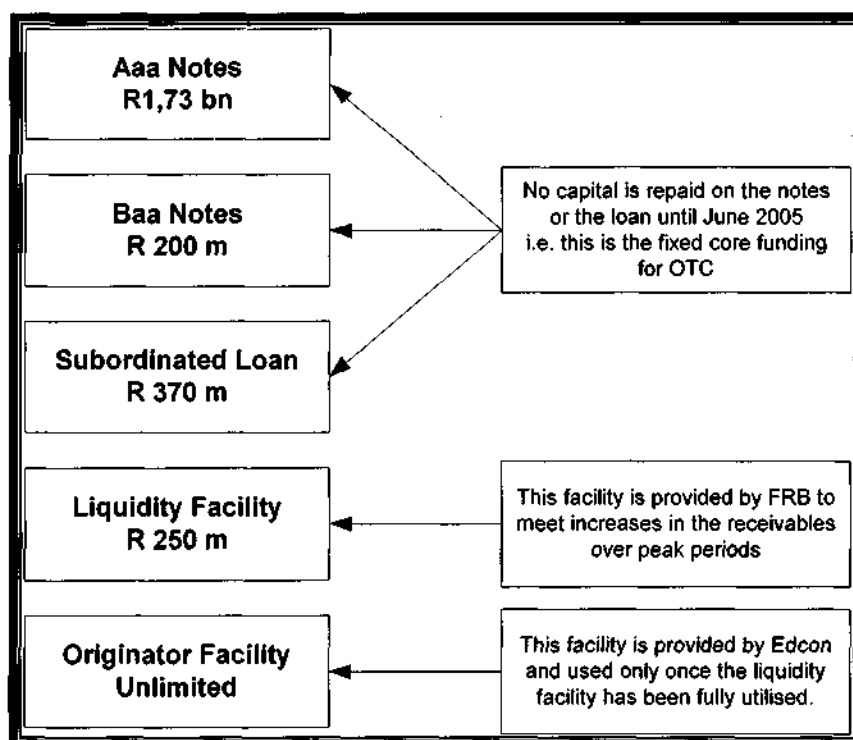 Aaa Notes
R1,73 bn
Baa Notes
R 200 m
No capital is repaid on the notes
or the loan until June 2005
i.e. this is the fixed core funding
for OTC
Subordinated Loan
R 370 m
Liquidity Facility
R 250 m
This facility is provided by FRB to
meet increases in the receivables
over peak periods
Originator Facility
Unlimited
This facility is provided by Edcon
and used only once the liquidity
facility has been fully utilised.